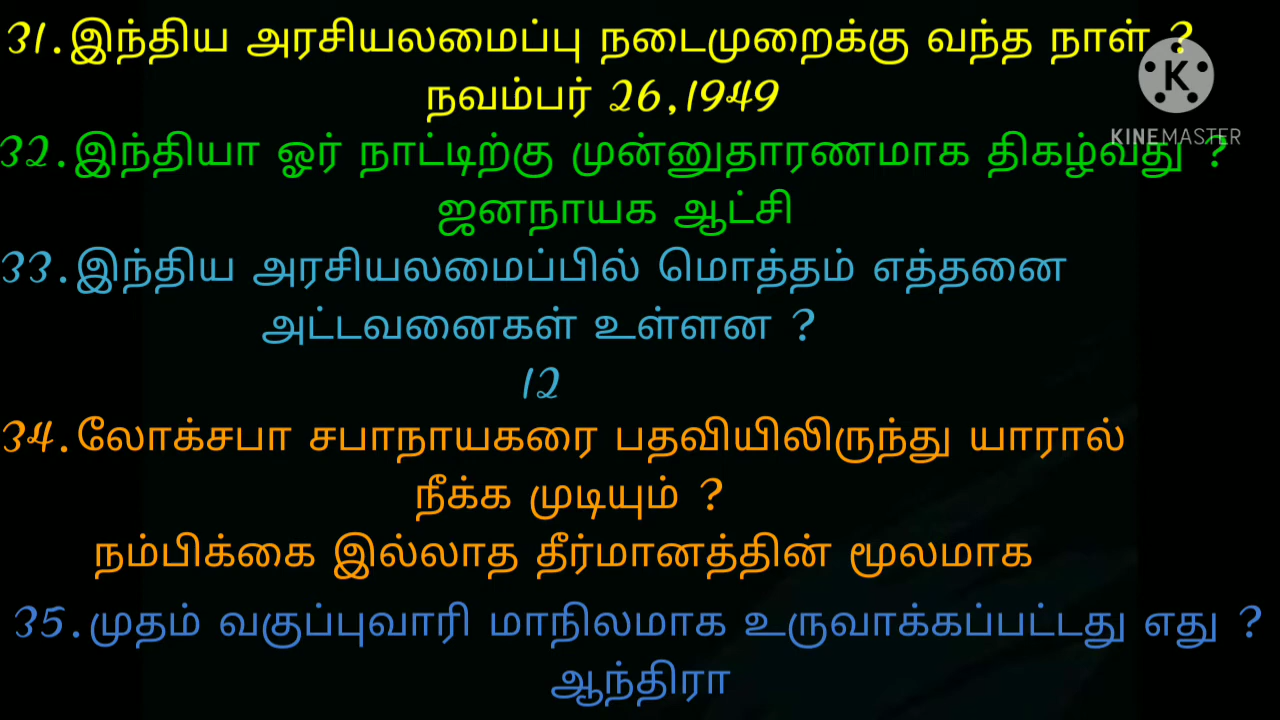 31.இந்திய அரசியலமைப்பு நடைமுறைக்கு வந்த நாள் ?
நவம்பர் 26,1949
KINEMASTER
32.இந்தியா ஓர் நாட்டிற்கு முன்னுதாரணமாக திகழ்வது ?
ஜனநாயக ஆட்சி
33.இந்திய அரசியலமைப்பில் மொத்தம் எத்தனை
அட்டவனைகள் உள்ளன ?
12
34.லோக்சபா சபாநாயகரை பதவியிலிருந்து யாரால்
நீக்க முடியும் ?
நம்பிக்கை இல்லாத தீர்மானத்தின் மூலமாக
35.முதம் வகுப்புவாரி மாநிலமாக உருவாக்கப்பட்டது எது ?
ஆந்திரா